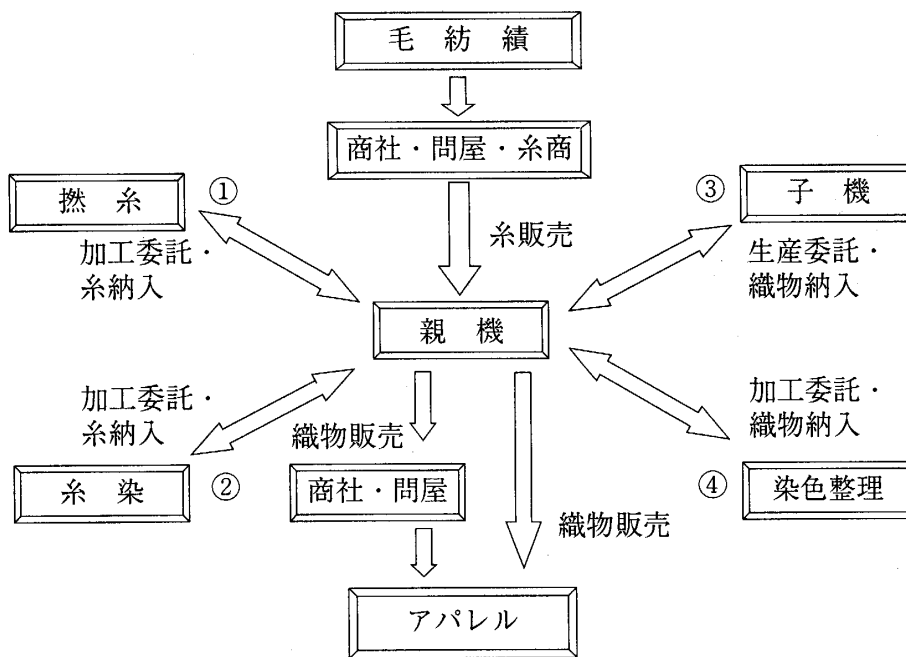 毛紡績
商社・問屋・糸商
① 
撚糸
加工委託・
糸納入
糸販売
③
子機
生産委託・
織物納入
親機
加工委託・
糸納入
糸染
②
織物販売
商社・問屋
織物販売
加工委託・
織物納入
④
染色整理
アパレル